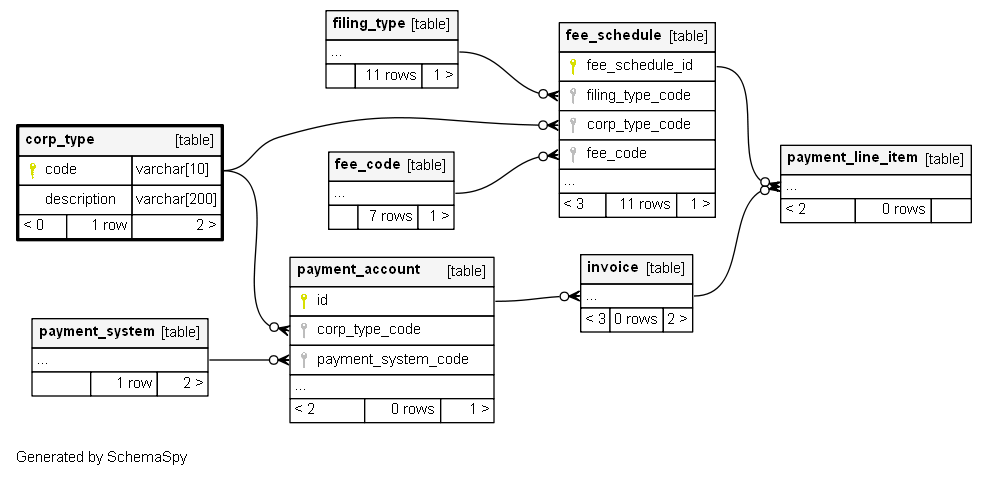 filing_type [table]
...
11 rows 1 >
fee_schedule [table]
fee_schedule_id
filing_type_code
corp_type_code
fee_code
...
< 3 11 rows 1 >
corp_type [table]
code varchar[10]
description varchar[200]
< 0 1 row 2 >
fee_code [table]
...
7 rows 1 >
payment_line_item [table]
...
< 2 0 rows
payment_account [table]
id
corp_type_code
payment_system_code
...
< 2 0 rows 1 >
invoice [table]
...
< 3 0 rows 2 >
payment_system [table]
...
1 row 2 >
Generated by SchemaSpy